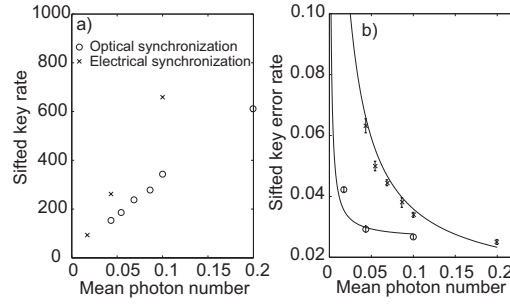 a)
Optical synchronization
Electrical synchronization
Sifted key rate
1000
800
600
400
200
0
0
0.05
0.1
0.15
0.2
Mean photon number
b)
Sifted key error rate
0.10
0.08
0.06
0.04
0.02
0
0.05
0.1
0.15
0.2
Mean photon number